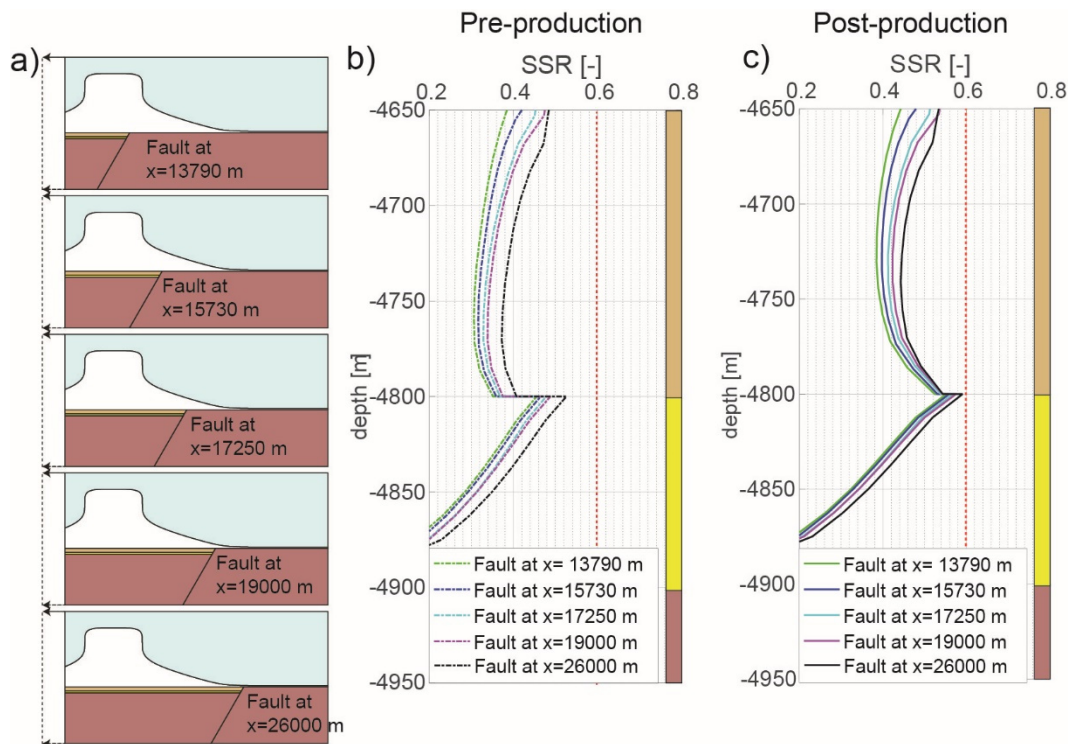 a)
Fault at
x=13790 m
Fault at
x=15730 m
Fault at
x=17250 m
Fault at
x=19000 m
Fault at
x=26000 m
Pre-production
b)
SSR [-]
0.2 0.4 0.6 0.8
-4650
-4700
-4750
-4800
-4850
-4900
-4950
depth [m]
Fault at x= 13790 m
Fault at x=15730 m
Fault at x=17250 m
Fault at x=19000 m
Fault at x=26000 m
Post-production
c)
SSR [-]
0.2 0.4 0.6 0.8
-4650
-4700
-4750
-4800
-4850
-4900
-4950
depth [m]
Fault at x= 13790 m
Fault at x=15730 m
Fault at x=17250 m
Fault at x=19000 m
Fault at x=26000 m